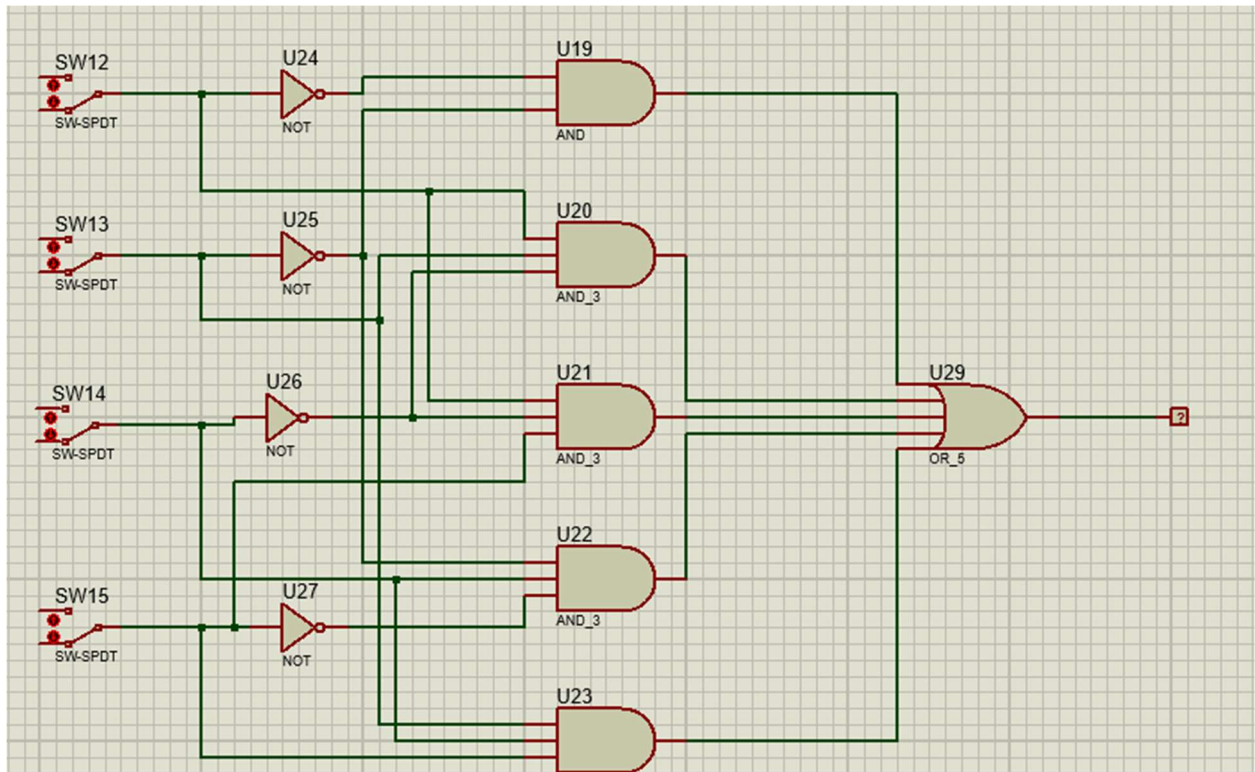 SW12
SW-SPDT
U24
NOT
U19
AND
SW13
SW-SPDT
U25
NOT
U20
AND_3
SW14
SW-SPDT
U26
NOT
U21
AND_3
U29
OR_5
?
SW15
SW-SPDT
U27
NOT
U22
AND_3
U23